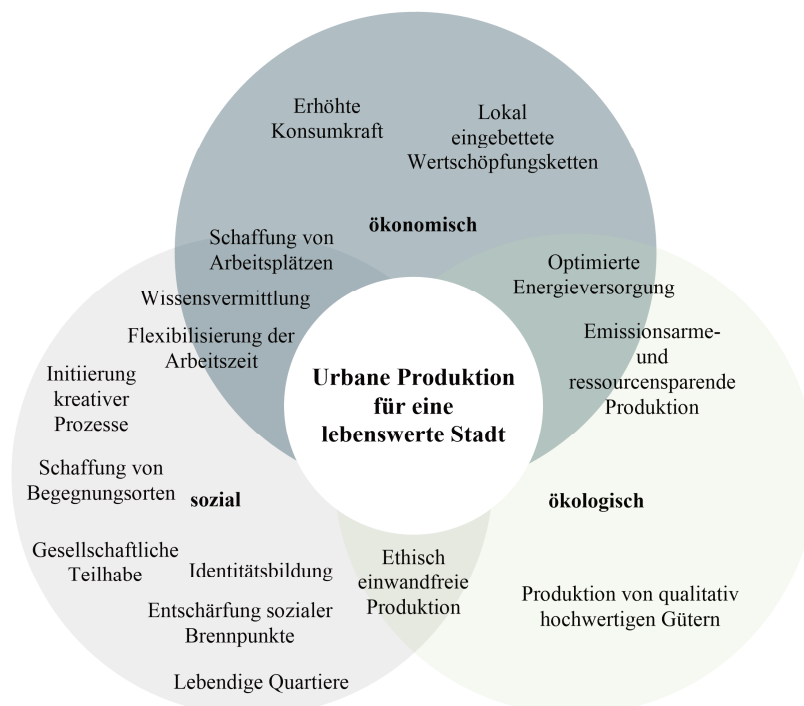 Erhöhte
Konsumkraft
Lokal
eingebettete
Wertschöpfungsketten
ökonomisch
Schaffung von
Arbeitsplätzen
Wissensvermittlung
Flexibilisierung der
Arbeitszeit
Optimierte
Energieversorgung
Emissionsarme-
und
ressourcensparende
Produktion
Urbane Produktion
für eine
lebenswerte Stadt
Initiierung
kreativer
Prozesse
Schaffung von
Begegnungsorten
sozial
Gesellschaftliche
Teilhabe
Identitätsbildung
Entschärfung sozialer
Brennpunkte
Lebendige Quartiere
Ethisch
einwandfreie
Produktion
ökologisch
Produktion von qualitativ
hochwertigen Gütern